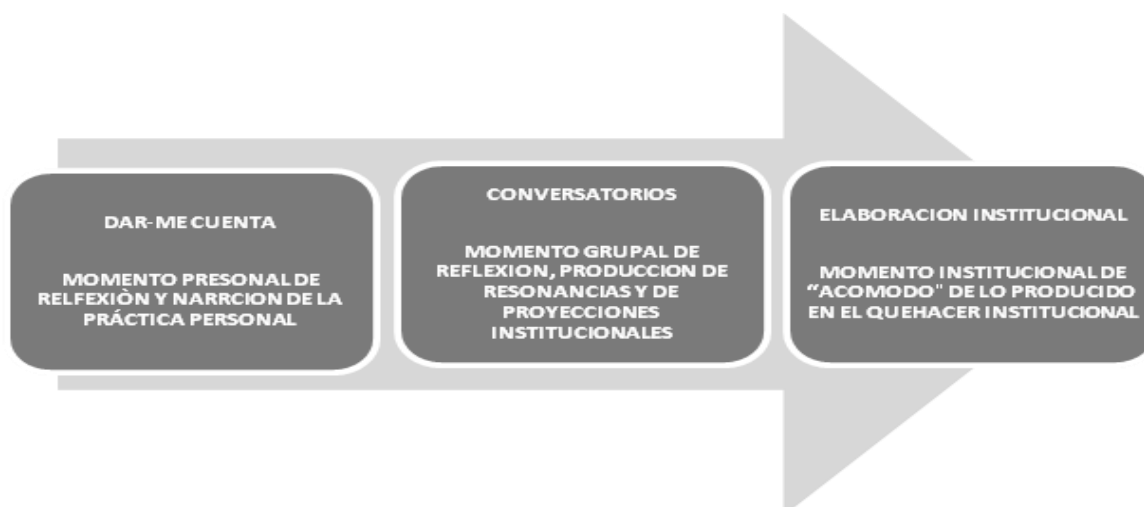 DAR-ME CUENTA
MOMENTO PRESONAL DE
RELFEXIÒN Y NARRCION DE LA
PRÁCTICA PERSONAL
CONVERSATORIOS
MOMENTO GRUPAL DE
REFLEXION, PRODUCCION DE
RESONANCIAS Y DE
PROYECCIONES
INSTITUCIONALES
ELABORACION INSTITUCIONAL
MOMENTO INSTITUCIONAL DE
“ACOMODO" DE LO PRODUCIDO
EN EL QUEHACER INSTITUCIONAL